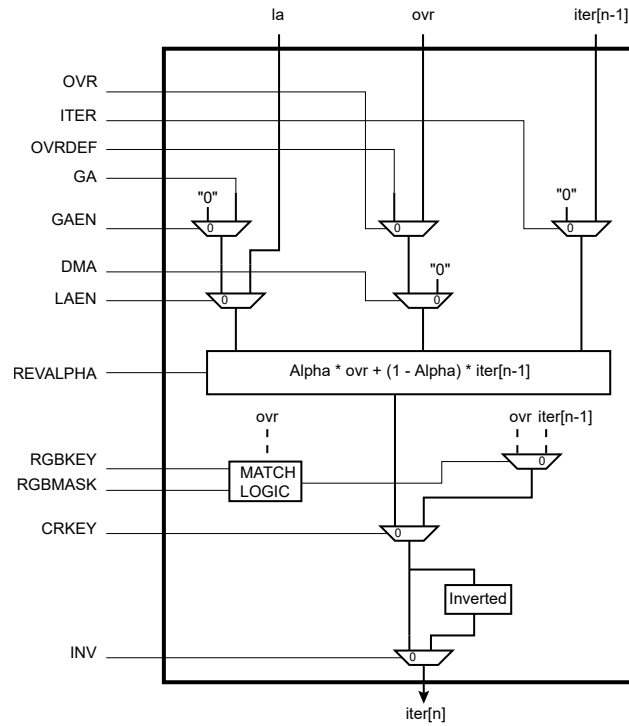 la ovr iter[n-1]
OVR
ITER
OVRDEF
GA
"0" "0"
GAEN 0 0 0
DMA "0"
LAEN 0 0
REVALPHA Alpha * ovr + (1 - Alpha) * iter[n-1]
ovr ovr iter[n-1]
RGBKEY 0
MATCH
RGBMASK LOGIC
CRKEY 0
Inverted
INV 0
iter[n]